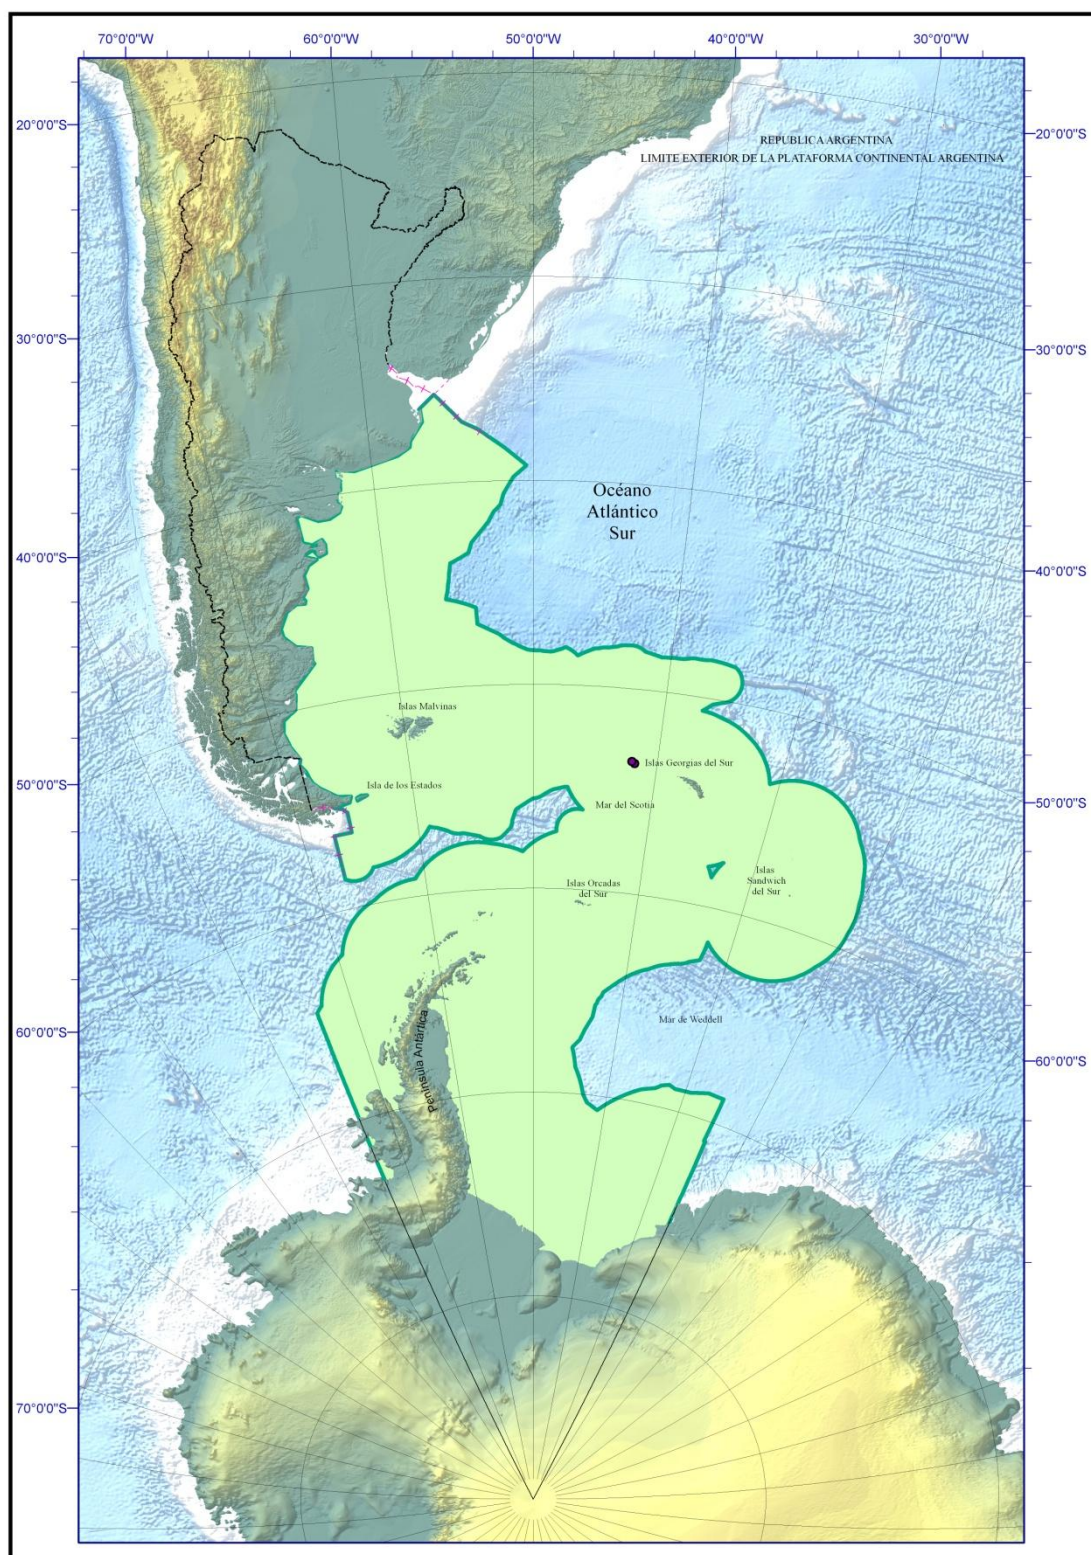 70°0'0"W
60°0'0"W
50°0'0"W
40°0'0"W
30°0'0"W
20°0'0"S
20°0'0"S
REPUBLICA ARGENTINA
LIMITE EXTERIOR DE LA PLATAFORMA CONTINENTAL ARGENTINA
30°0'0"S
30°0'0"S
Océano
Atlántico
Sur
40°0'0"S
40°0'0"S
Islas Malvinas
Islas Georgias del Sur
50°0'0"S
Isla de los Estados
50°0'0"S
Mar del Scotia
Islas
Sandwich
del Sur
Islas Orcadas
del Sur
Mar de Weddell
60°0'0"S
60°0'0"S
Península Antártica
70°0'0"S